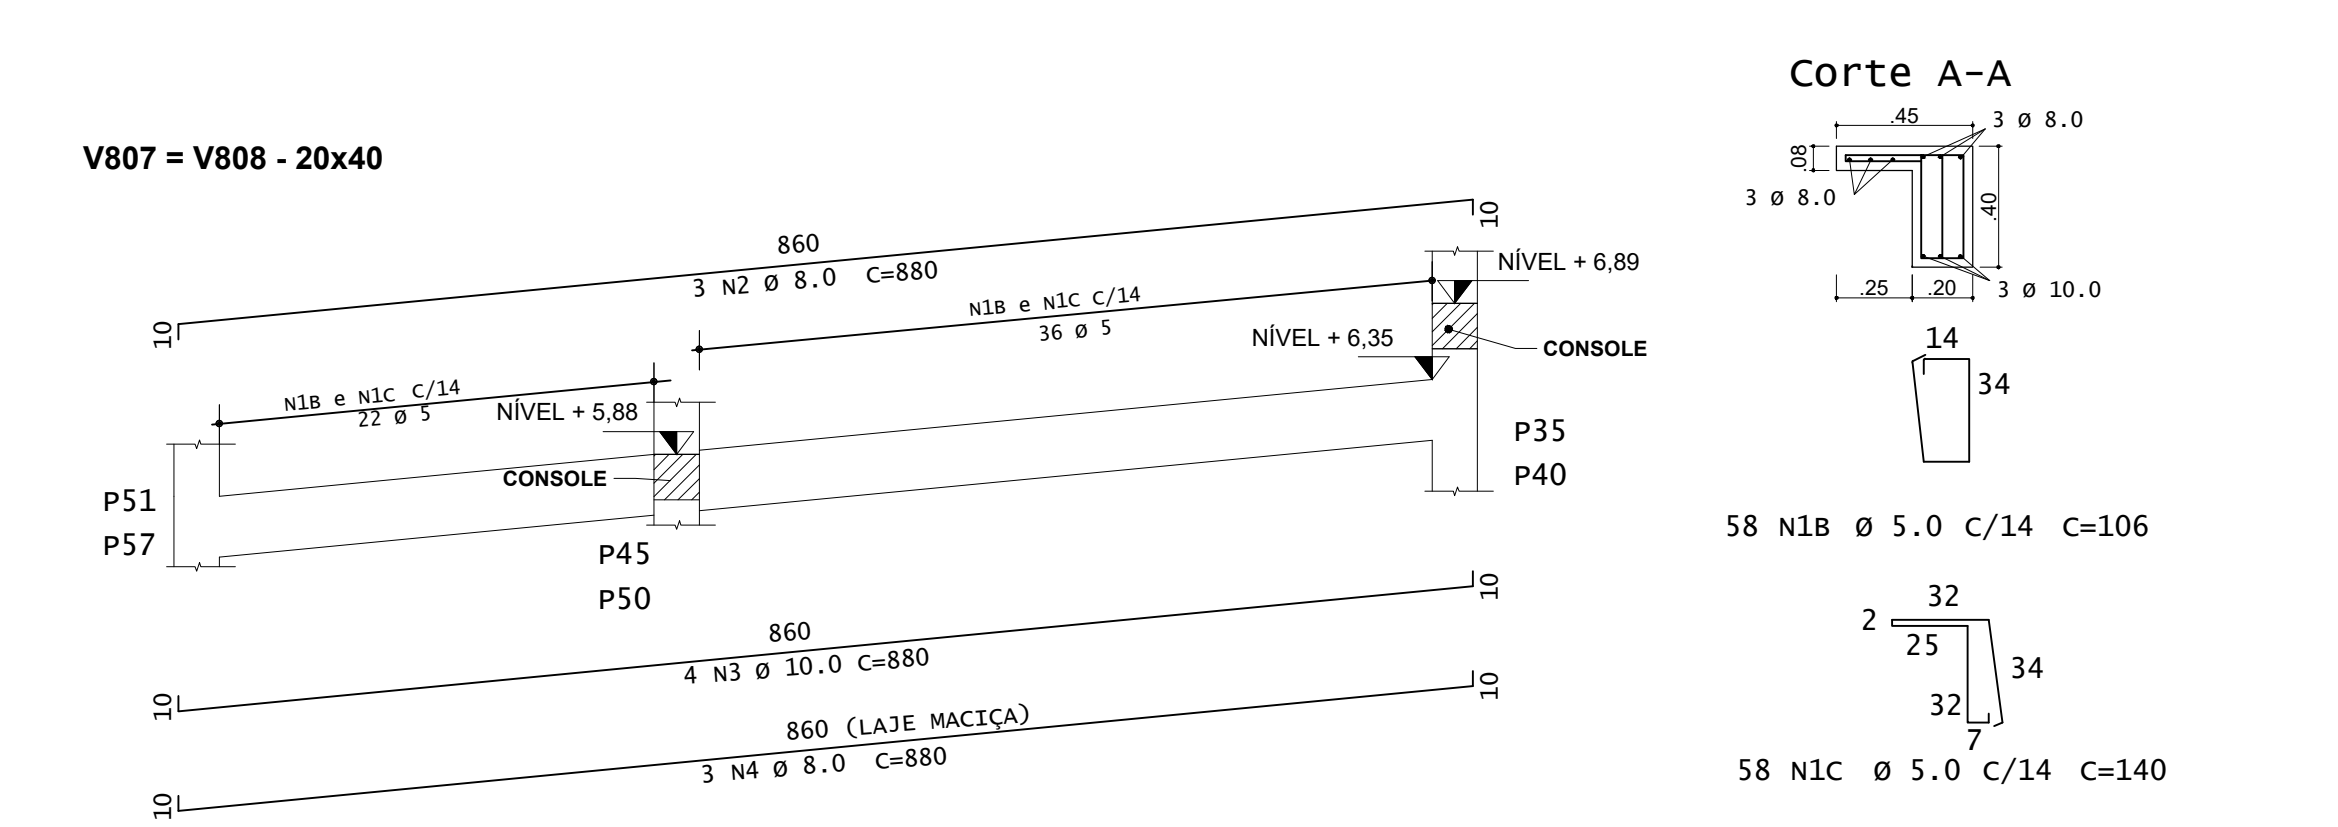 Corte A-A
.45
3 Ø 8.0
.08
3 Ø 8.0
.40
.25
.20
3 Ø 10.0
V807 = V808 - 20x40
860
3 N2 Ø 8.0 C=880
10
10
NÍVEL + 6,89
N1B e N1C C/14
36 Ø 5
NÍVEL + 6,35
CONSOLE
N1B e N1C C/14
22 Ø 5
NÍVEL + 5,88
CONSOLE
P35
P40
P51
P57
P45
P50
14
34
58 N1B Ø 5.0 C/14 C=106
860
4 N3 Ø 10.0 C=880
10
10
860 (LAJE MACIÇA)
3 N4 Ø 8.0 C=880
10
10
32
2
25
34
32
7
58 N1C Ø 5.0 C/14 C=140